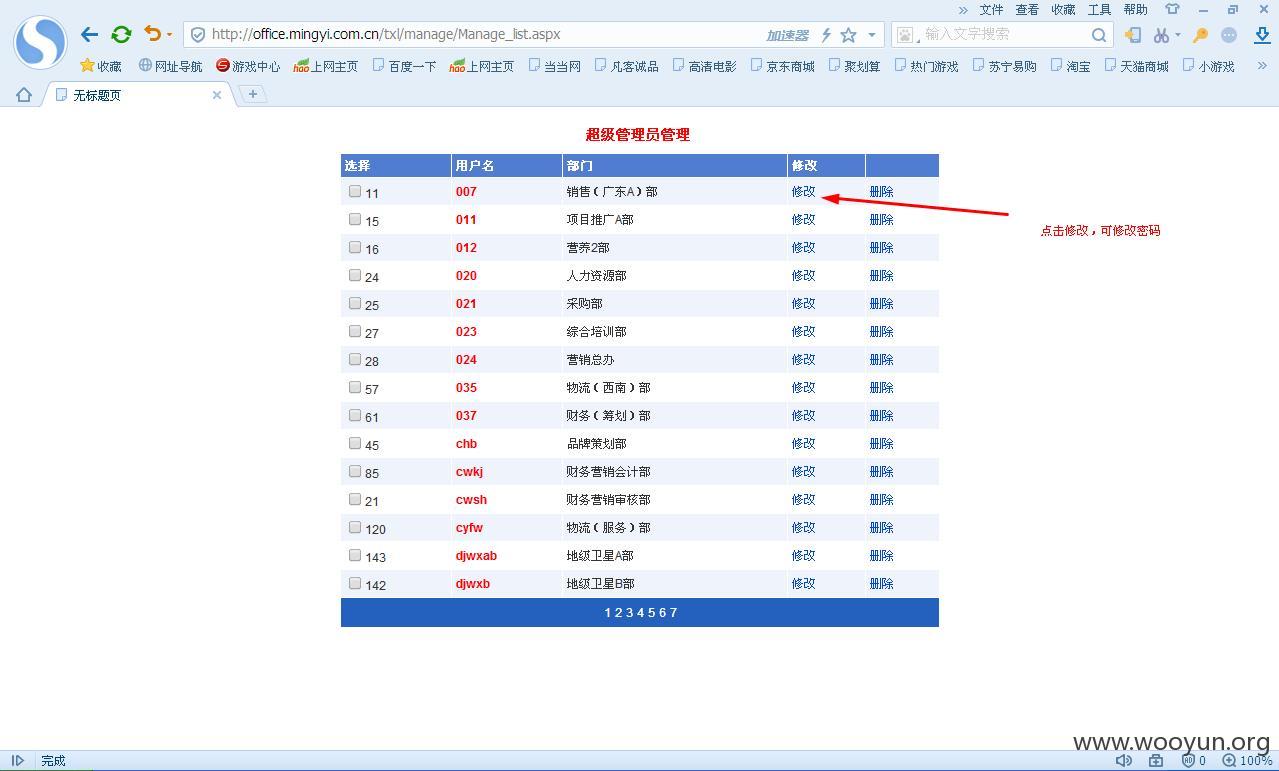 » 文件 查看 收藏 工具 帮助
http://office.mingyi.com.cn/txl/manage/Manage_list.aspx 加速器 输入文字搜索
收藏 网址导航 游戏中心 hao上网主页 百度一下 hao上网主页 当当网 凡客诚品 高清电影 京东商城 聚划算 热门游戏 苏宁易购 淘宝 天猫商城 小游戏 »
无标题页 × +
超级管理员管理
选择 用户名 部门 修改
11 007 销售(广东A)部 修改 删除
点击修改，可修改密码
15 011 项目推广A部 修改 删除
16 012 营养2部 修改 删除
24 020 人力资源部 修改 删除
25 021 采购部 修改 删除
27 023 综合培训部 修改 删除
28 024 营销总办 修改 删除
57 035 物流(西南)部 修改 删除
61 037 财务(筹划)部 修改 删除
45 chb 品牌策划部 修改 删除
85 cwkj 财务营销会计部 修改 删除
21 cwsh 财务营销审核部 修改 删除
120 cyfw 物流(服务)部 修改 删除
143 djwxab 地级卫星A部 修改 删除
142 djwxb 地级卫星B部 修改 删除
1 2 3 4 5 6 7
www.wooyun.org
完成 0 100%